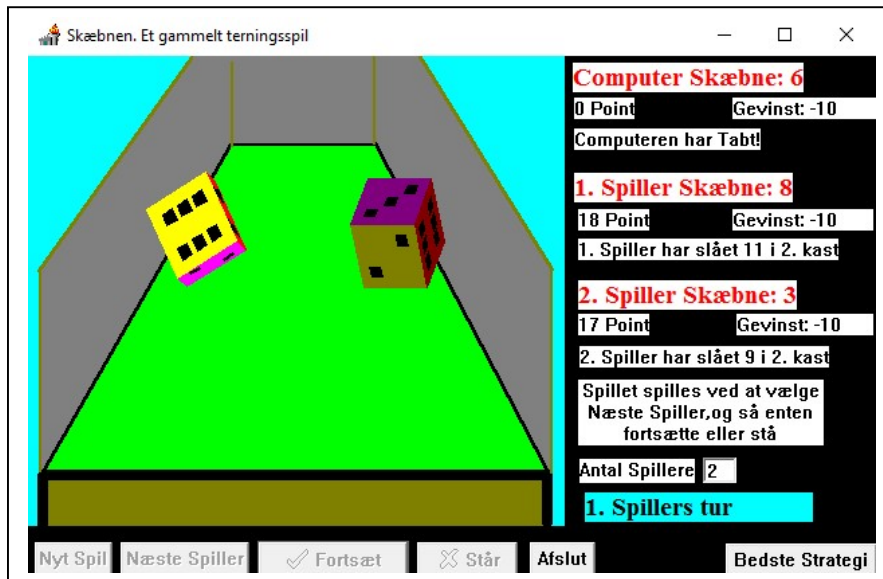 Skæbnen. Et gammelt terningsspil
Computer Skæbne: 6
0 Point Gevinst: -10
Computeren har Tabt!
1. Spiller Skæbne: 8
18 Point Gevinst: -10
1. Spiller har slået 11 i 2. kast
2. Spiller Skæbne: 3
17 Point Gevinst: -10
2. Spiller har slået 9 i 2. kast
Spillet spilles ved at vælge
Næste Spiller,og så enten
fortsætte eller stå
Antal Spillere 2
1. Spillers tur
Nyt Spil Næste Spiller Fortsæt Står Afslut Bedste Strategi